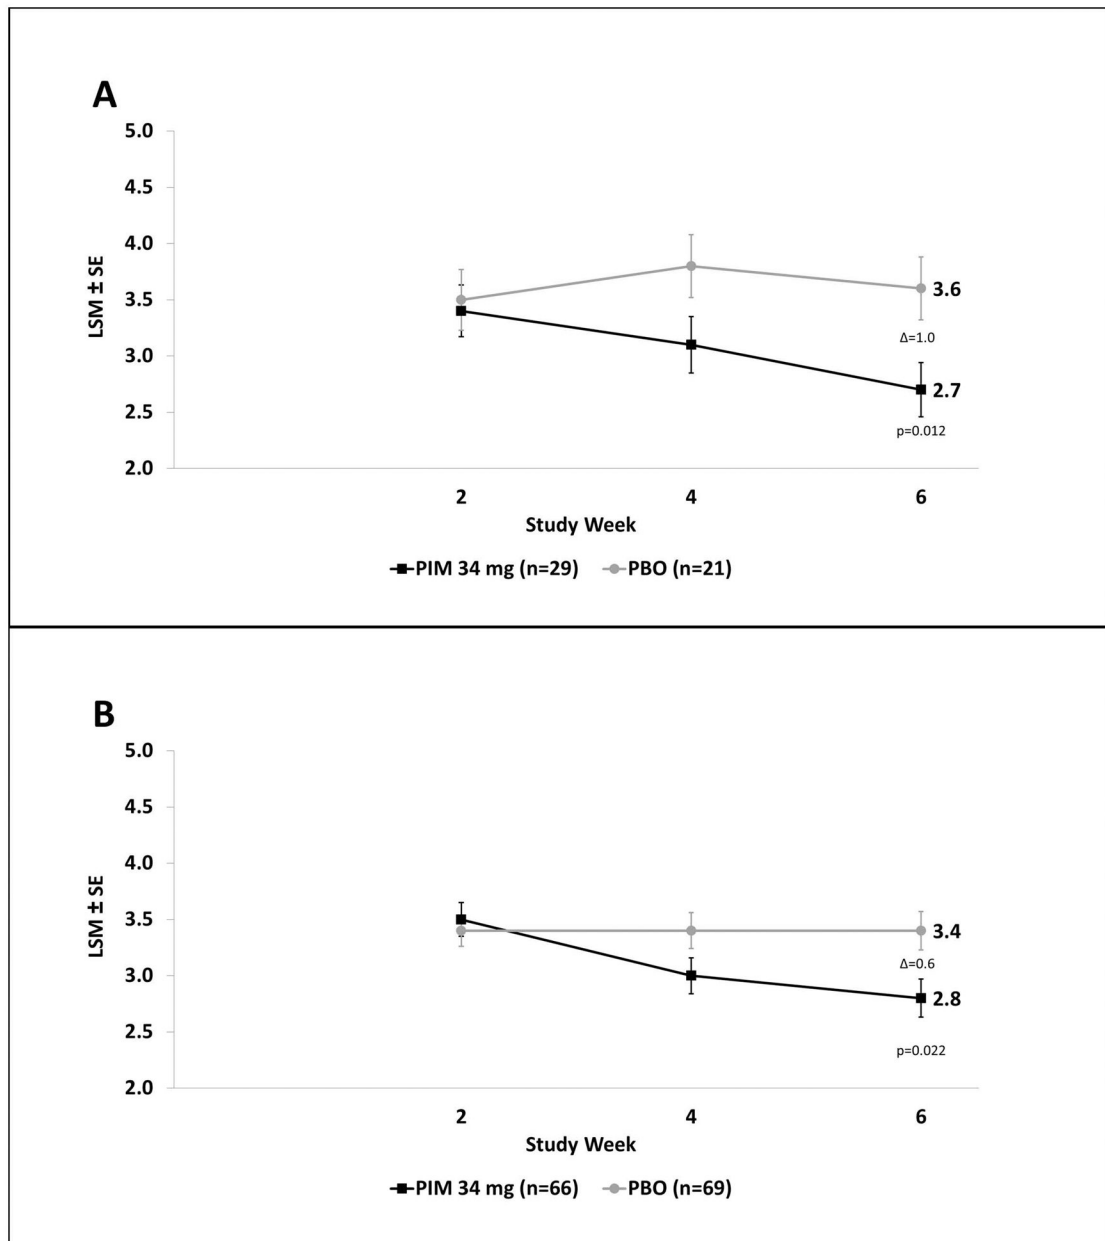 A
5.0
4.5
4.0
3.5
3.0
2.5
2.0
LSM ± SE
3.6
Δ=1.0
2.7
p=0.012
2 4 6
Study Week
PIM 34 mg (n=29) PBO (n=21)
B
5.0
4.5
4.0
3.5
3.0
2.5
2.0
LSM ± SE
3.4
Δ=0.6
2.8
p=0.022
2 4 6
Study Week
PIM 34 mg (n=66) PBO (n=69)